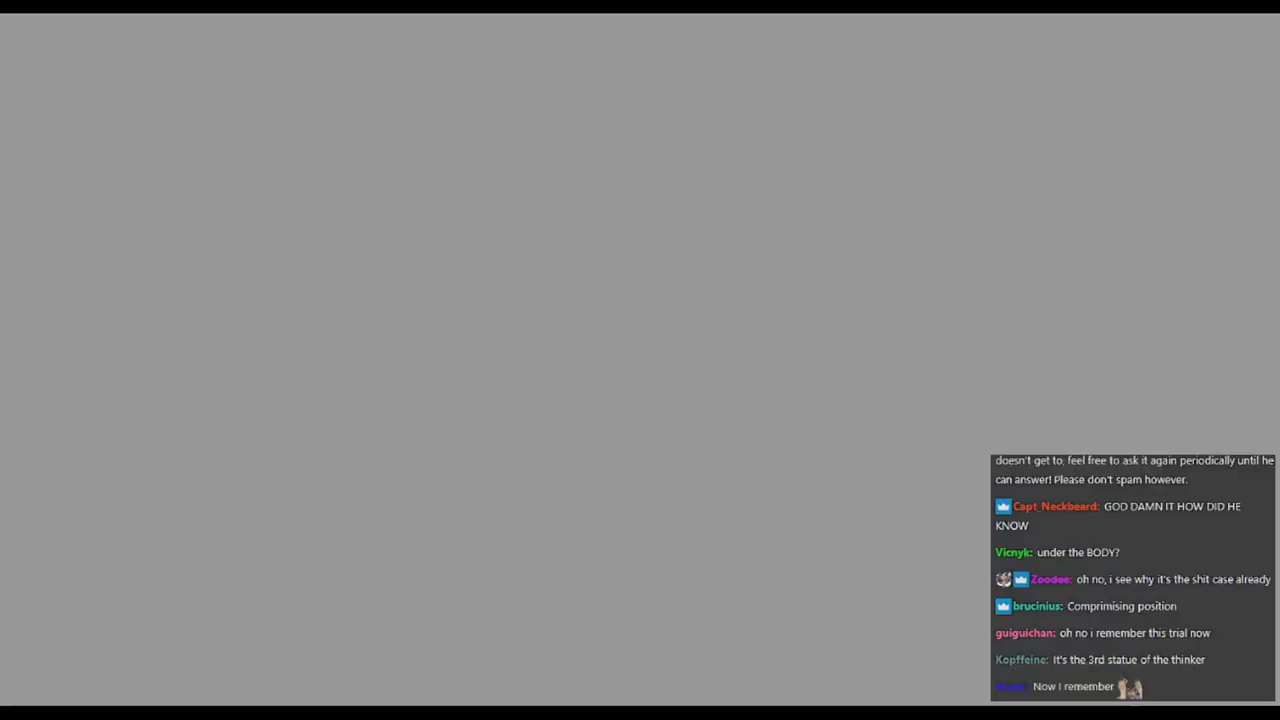 doesn't get to, feel free to ask it again periodically until he
can answer! Please don't spam however.
Capt_Neckbeard: GOD DAMN IT HOW DID HE
KNOW
Vicnyk: under the BODY?
Zoodee: oh no, i see why it's the shit case already
brucinius: Comprimising position
guiguichan: oh no i remember this trial now
Kopffeine: It's the 3rd statue of the thinker
Now I remember